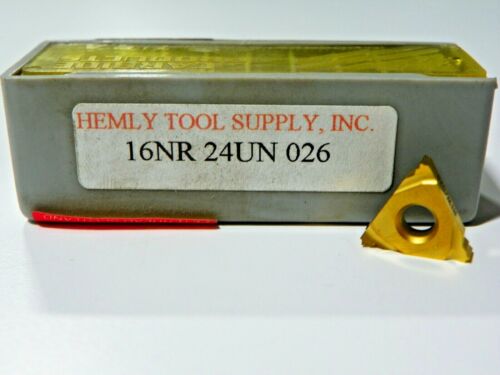 HEMLY TOOL SUPPLY, INC.
16NR 24UN 026